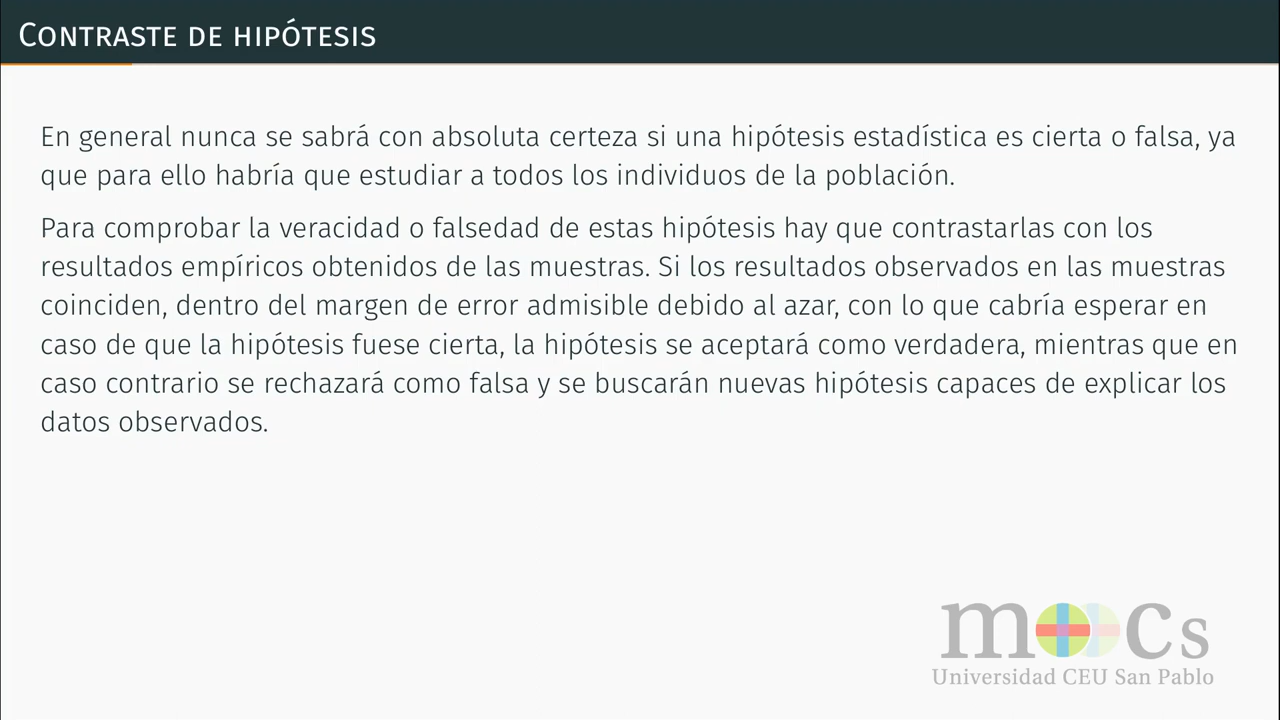 Contraste de hipótesis
En general nunca se sabrá con absoluta certeza si una hipótesis estadística es cierta o falsa, ya
que para ello habría que estudiar a todos los individuos de la población.
Para comprobar la veracidad o falsedad de estas hipótesis hay que contrastarlas con los
resultados empíricos obtenidos de las muestras. Si los resultados observados en las muestras
coinciden, dentro del margen de error admisible debido al azar, con lo que cabría esperar en
caso de que la hipótesis fuese cierta, la hipótesis se aceptará como verdadera, mientras que en
caso contrario se rechazará como falsa y se buscarán nuevas hipótesis capaces de explicar los
datos observados.
moocs
Universidad CEU San Pablo